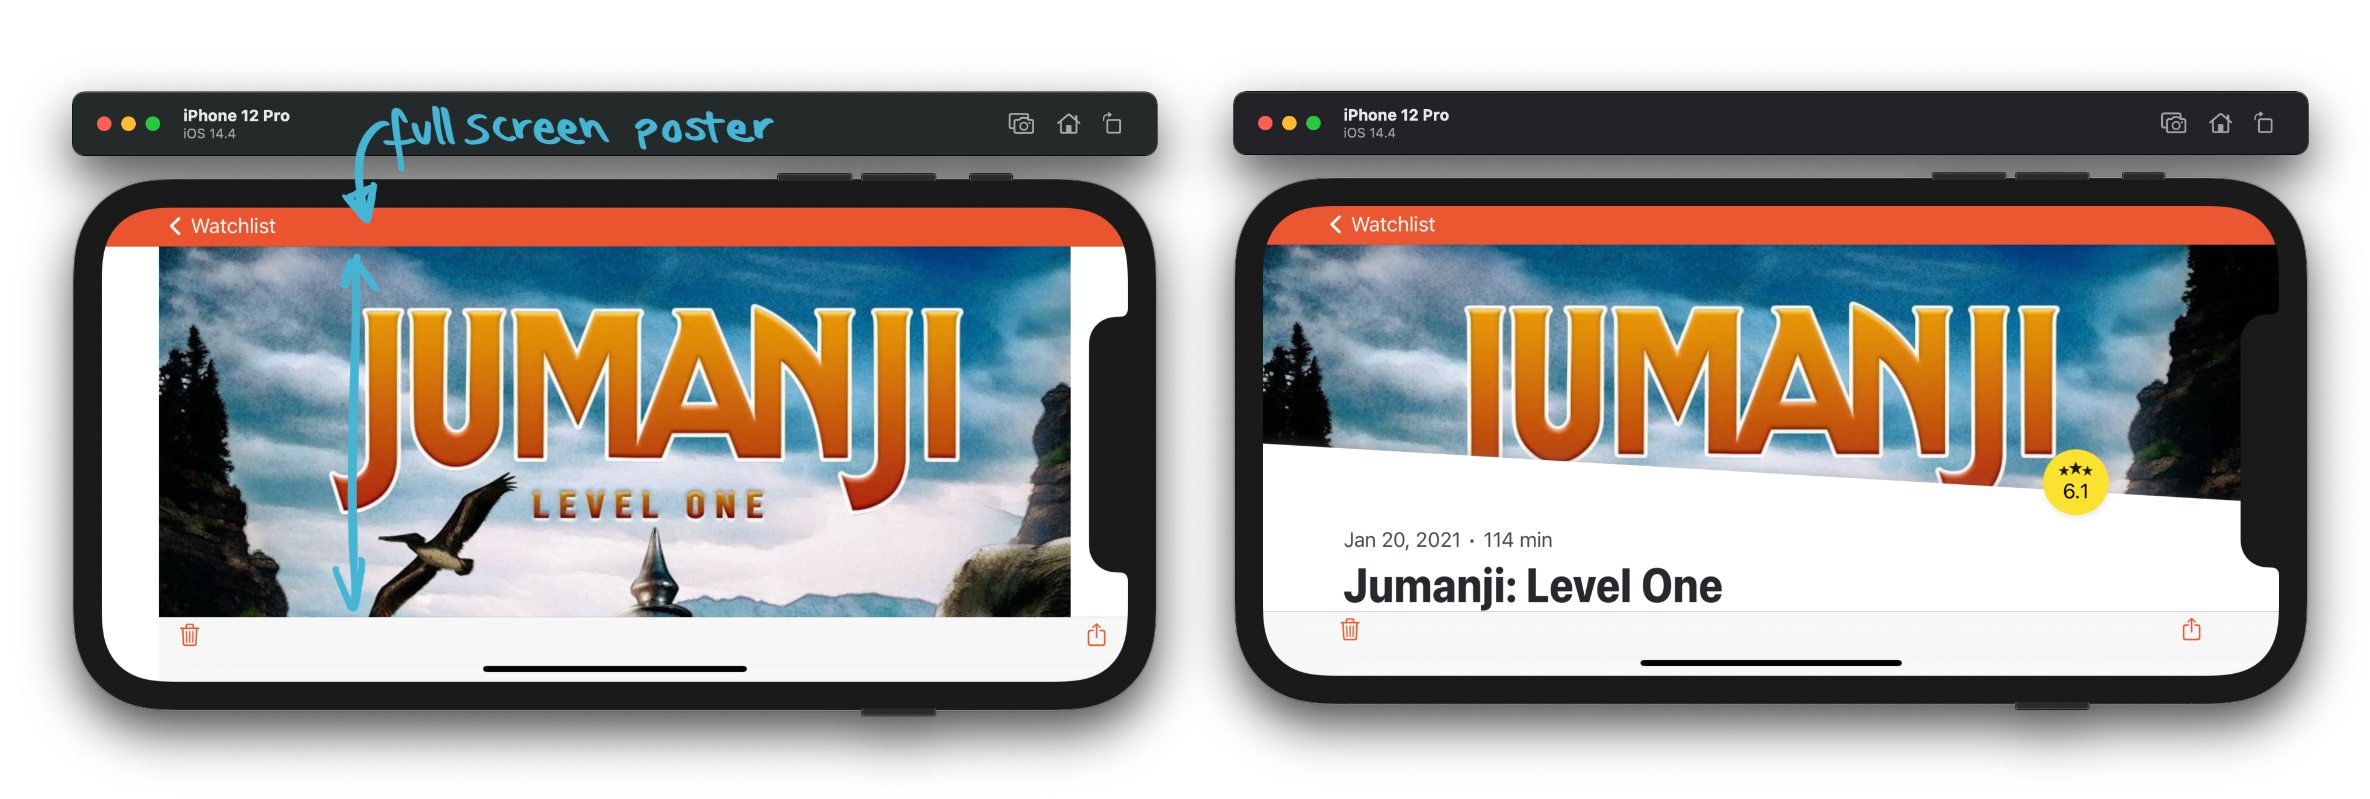 iPhone 12 Pro
iOS 14.4
full screen poster
Watchlist
JUMANJI
LEVEL ONE
iPhone 12 Pro
iOS 14.4
Watchlist
JUMANJI
6.1
Jan 20, 2021 · 114 min
Jumanji: Level One